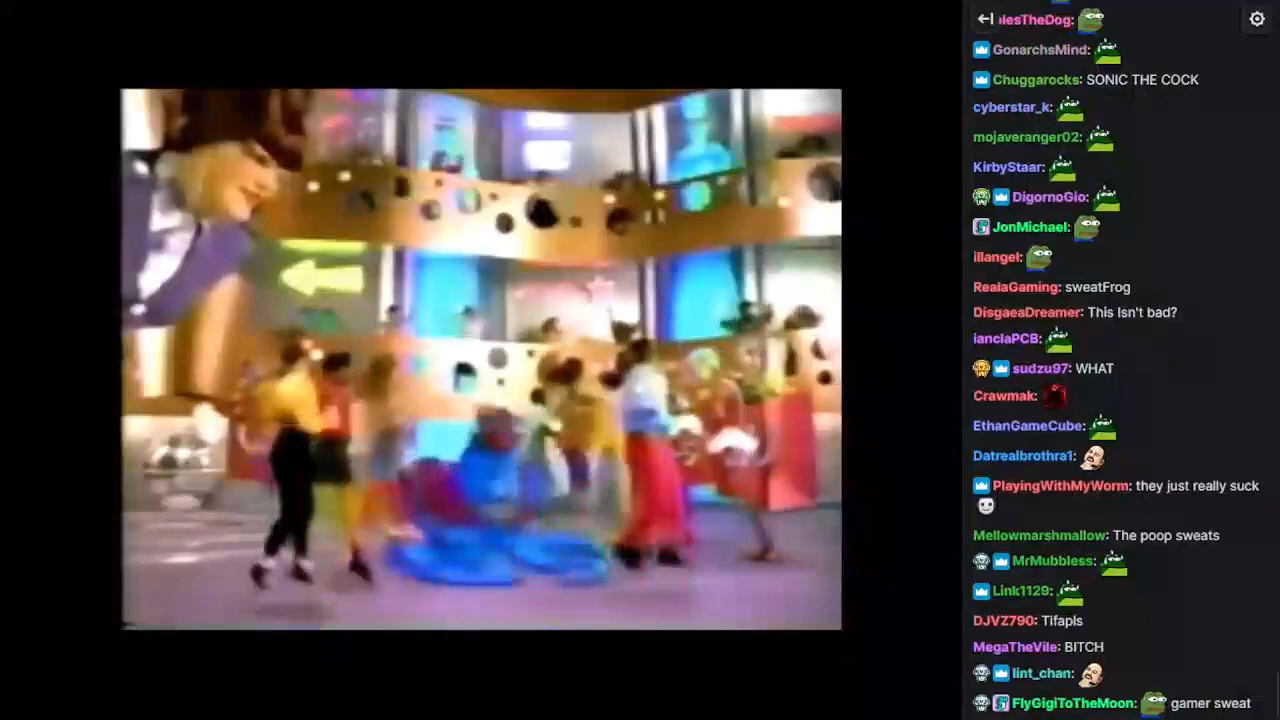 lesTheDog:
GonarchsMind:
Chuggarocks: SONIC THE COCK
cyberstar_k:
mojaveranger02:
KirbyStaar:
DigornoGio:
JonMichael:
illangel:
RealaGaming: sweatFrog
DisgaeaDreamer: This Isn't bad?
ianclaPCB:
sudzu97: WHAT
Crawmak:
EthanGameCube:
Datrealbrothra1:
PlayingWithMyWorm: they just really suck
Mellowmarshmallow: The poop sweats
MrMubbless:
Link1129:
DJVZ790: Tifapls
MegaTheVile: BITCH
lint_chan:
FlyGigiToTheMoon: gamer sweat